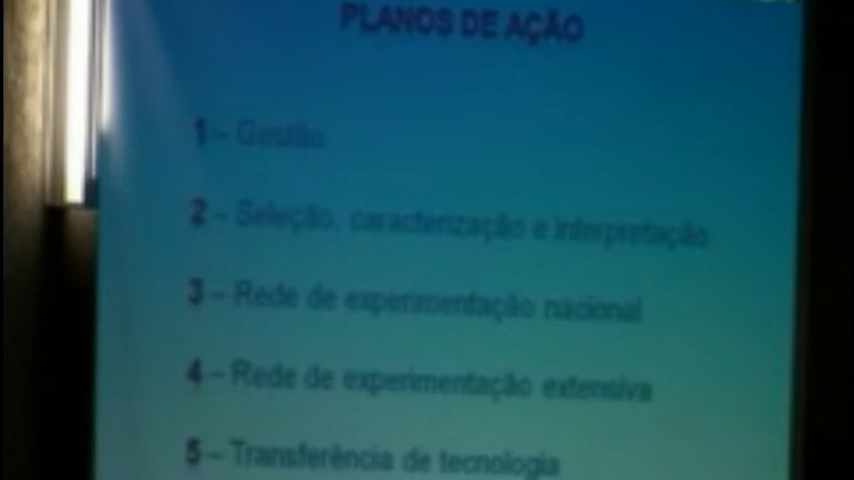 PLANOS DE AÇÃO
1 – Gestão
2 – Seleção, caracterização e interpretação
3 – Rede de experimentação nacional
4 – Rede de experimentação extensiva
5 – Transferência de tecnologia